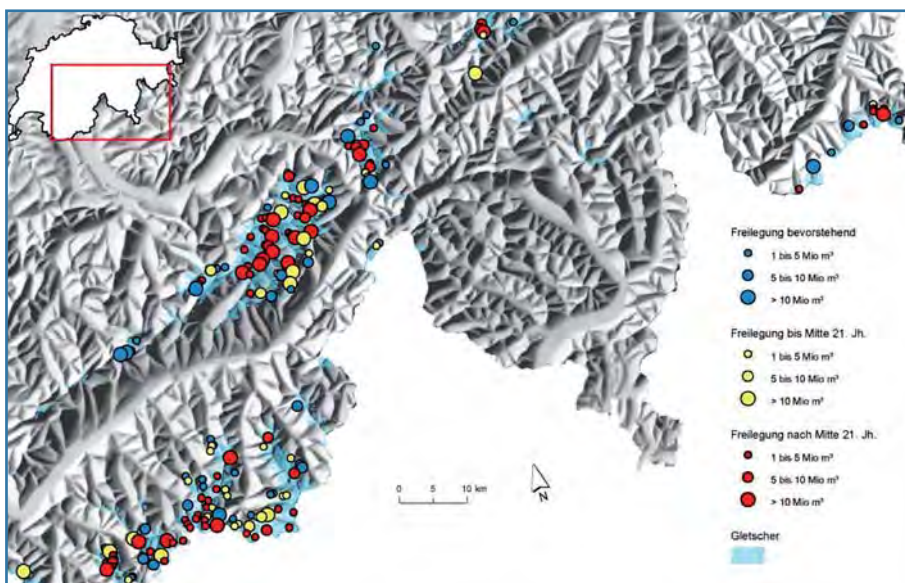 Freilegung bevorstehend
1 bis 5 Mio m³
5 bis 10 Mio m³
> 10 Mio m³
Freilegung bis Mitte 21. Jh.
1 bis 5 Mio m³
5 bis 10 Mio m³
> 10 Mio m³
Freilegung nach Mitte 21. Jh.
1 bis 5 Mio m³
5 bis 10 Mio m³
> 10 Mio m³
Gletscher
0 5 10 km
N